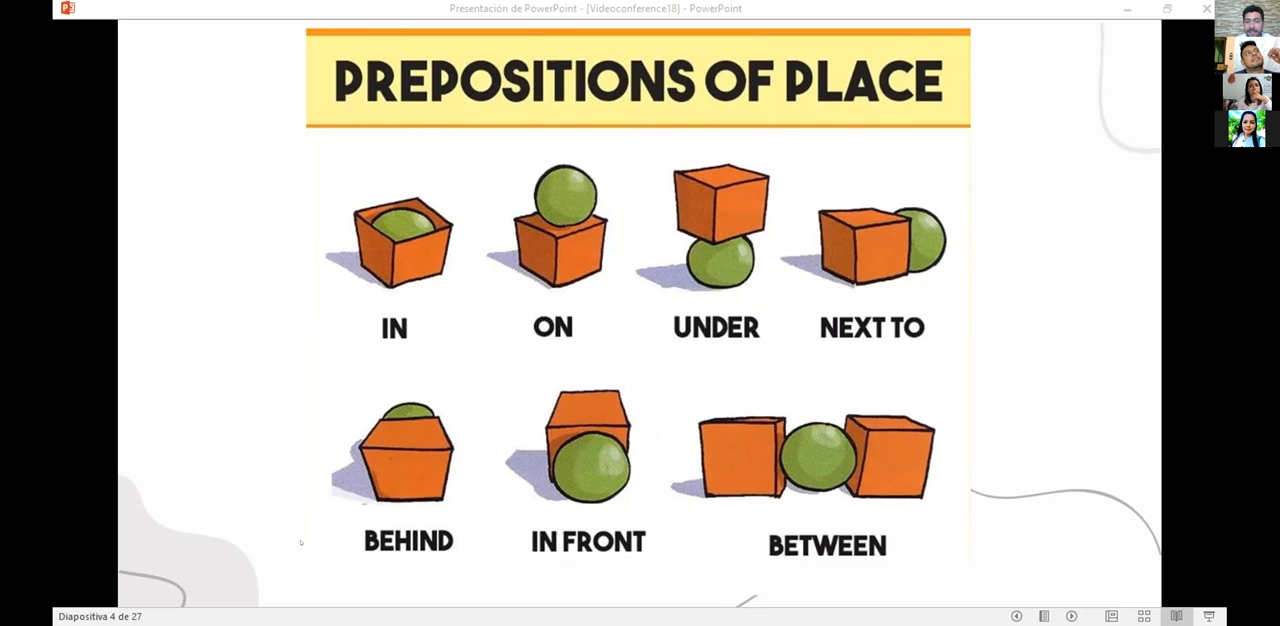 Presentación de PowerPoint - [Videoconference18] - PowerPoint
PREPOSITIONS OF PLACE
IN
ON
UNDER
NEXT TO
BEHIND
IN FRONT
BETWEEN
Diapositiva 4 de 27